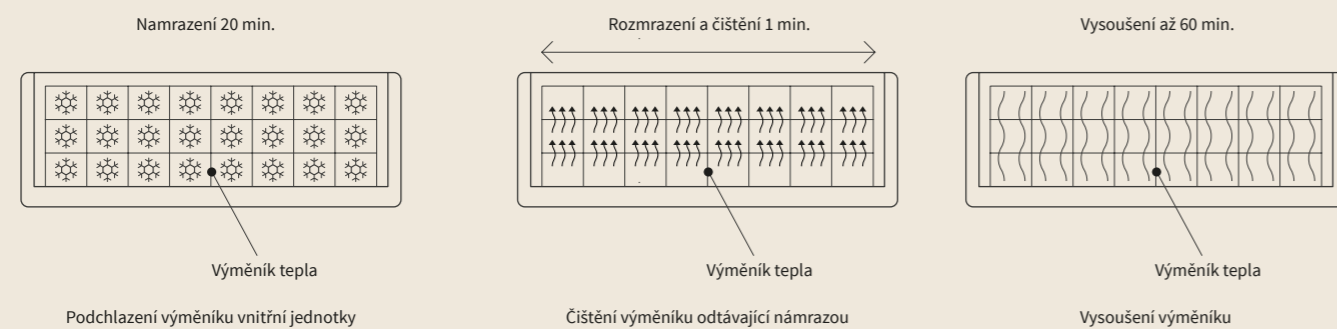 Namrazení 20 min.
Rozmrazení a čištění 1 min.
Vysoušení až 60 min.
Výměník tepla
Výměník tepla
Výměník tepla
Podchlazení výměníku vnitřní jednotky
Čištění výměníku odtávající námrazou
Vysoušení výměníku